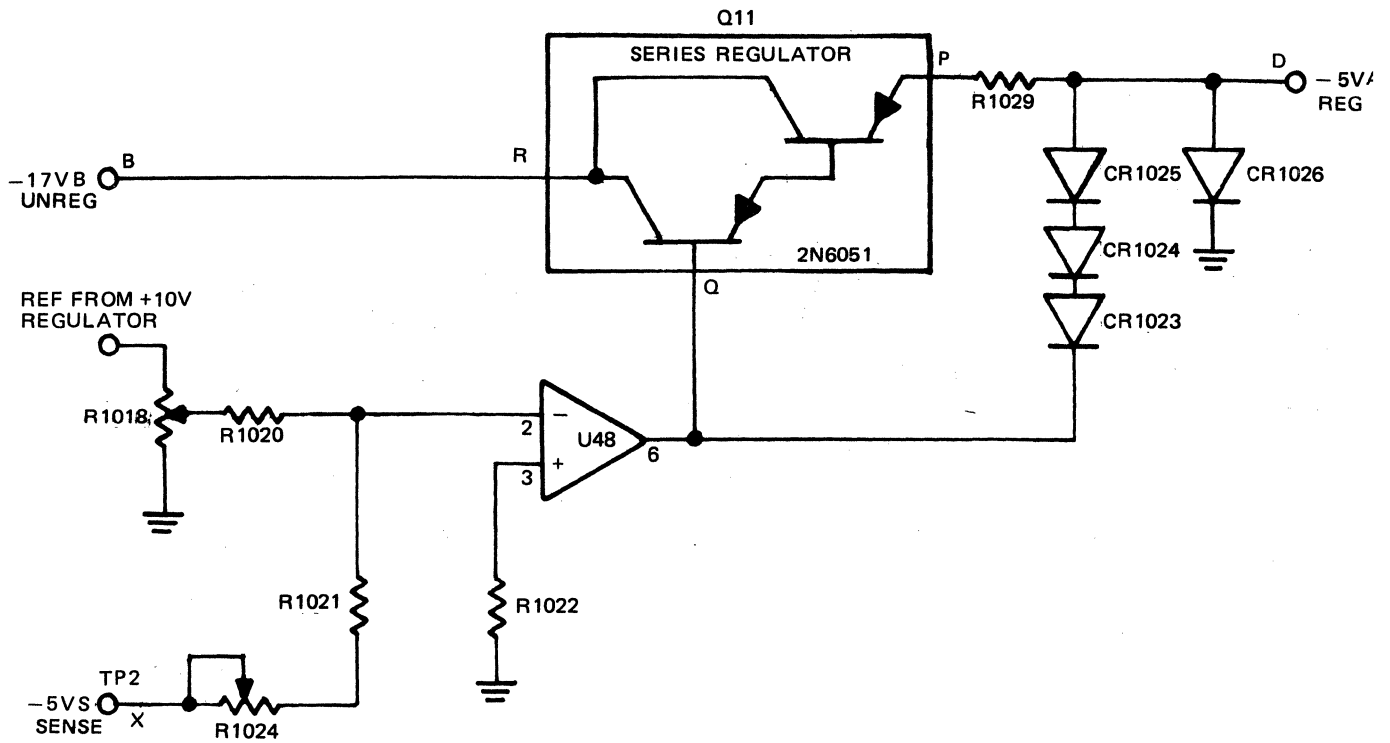 Q11
SERIES REGULATOR
P
R1029
D
– 5VA
REG
R
B
–17VB
UNREG
CR1025
CR1026
CR1024
CR1023
2N6051
Q
REF FROM +10V
REGULATOR
R1018
R1020
2
–
U48
6
3
+
R1021
R1022
TP2
–5VS
SENSE
X
R1024